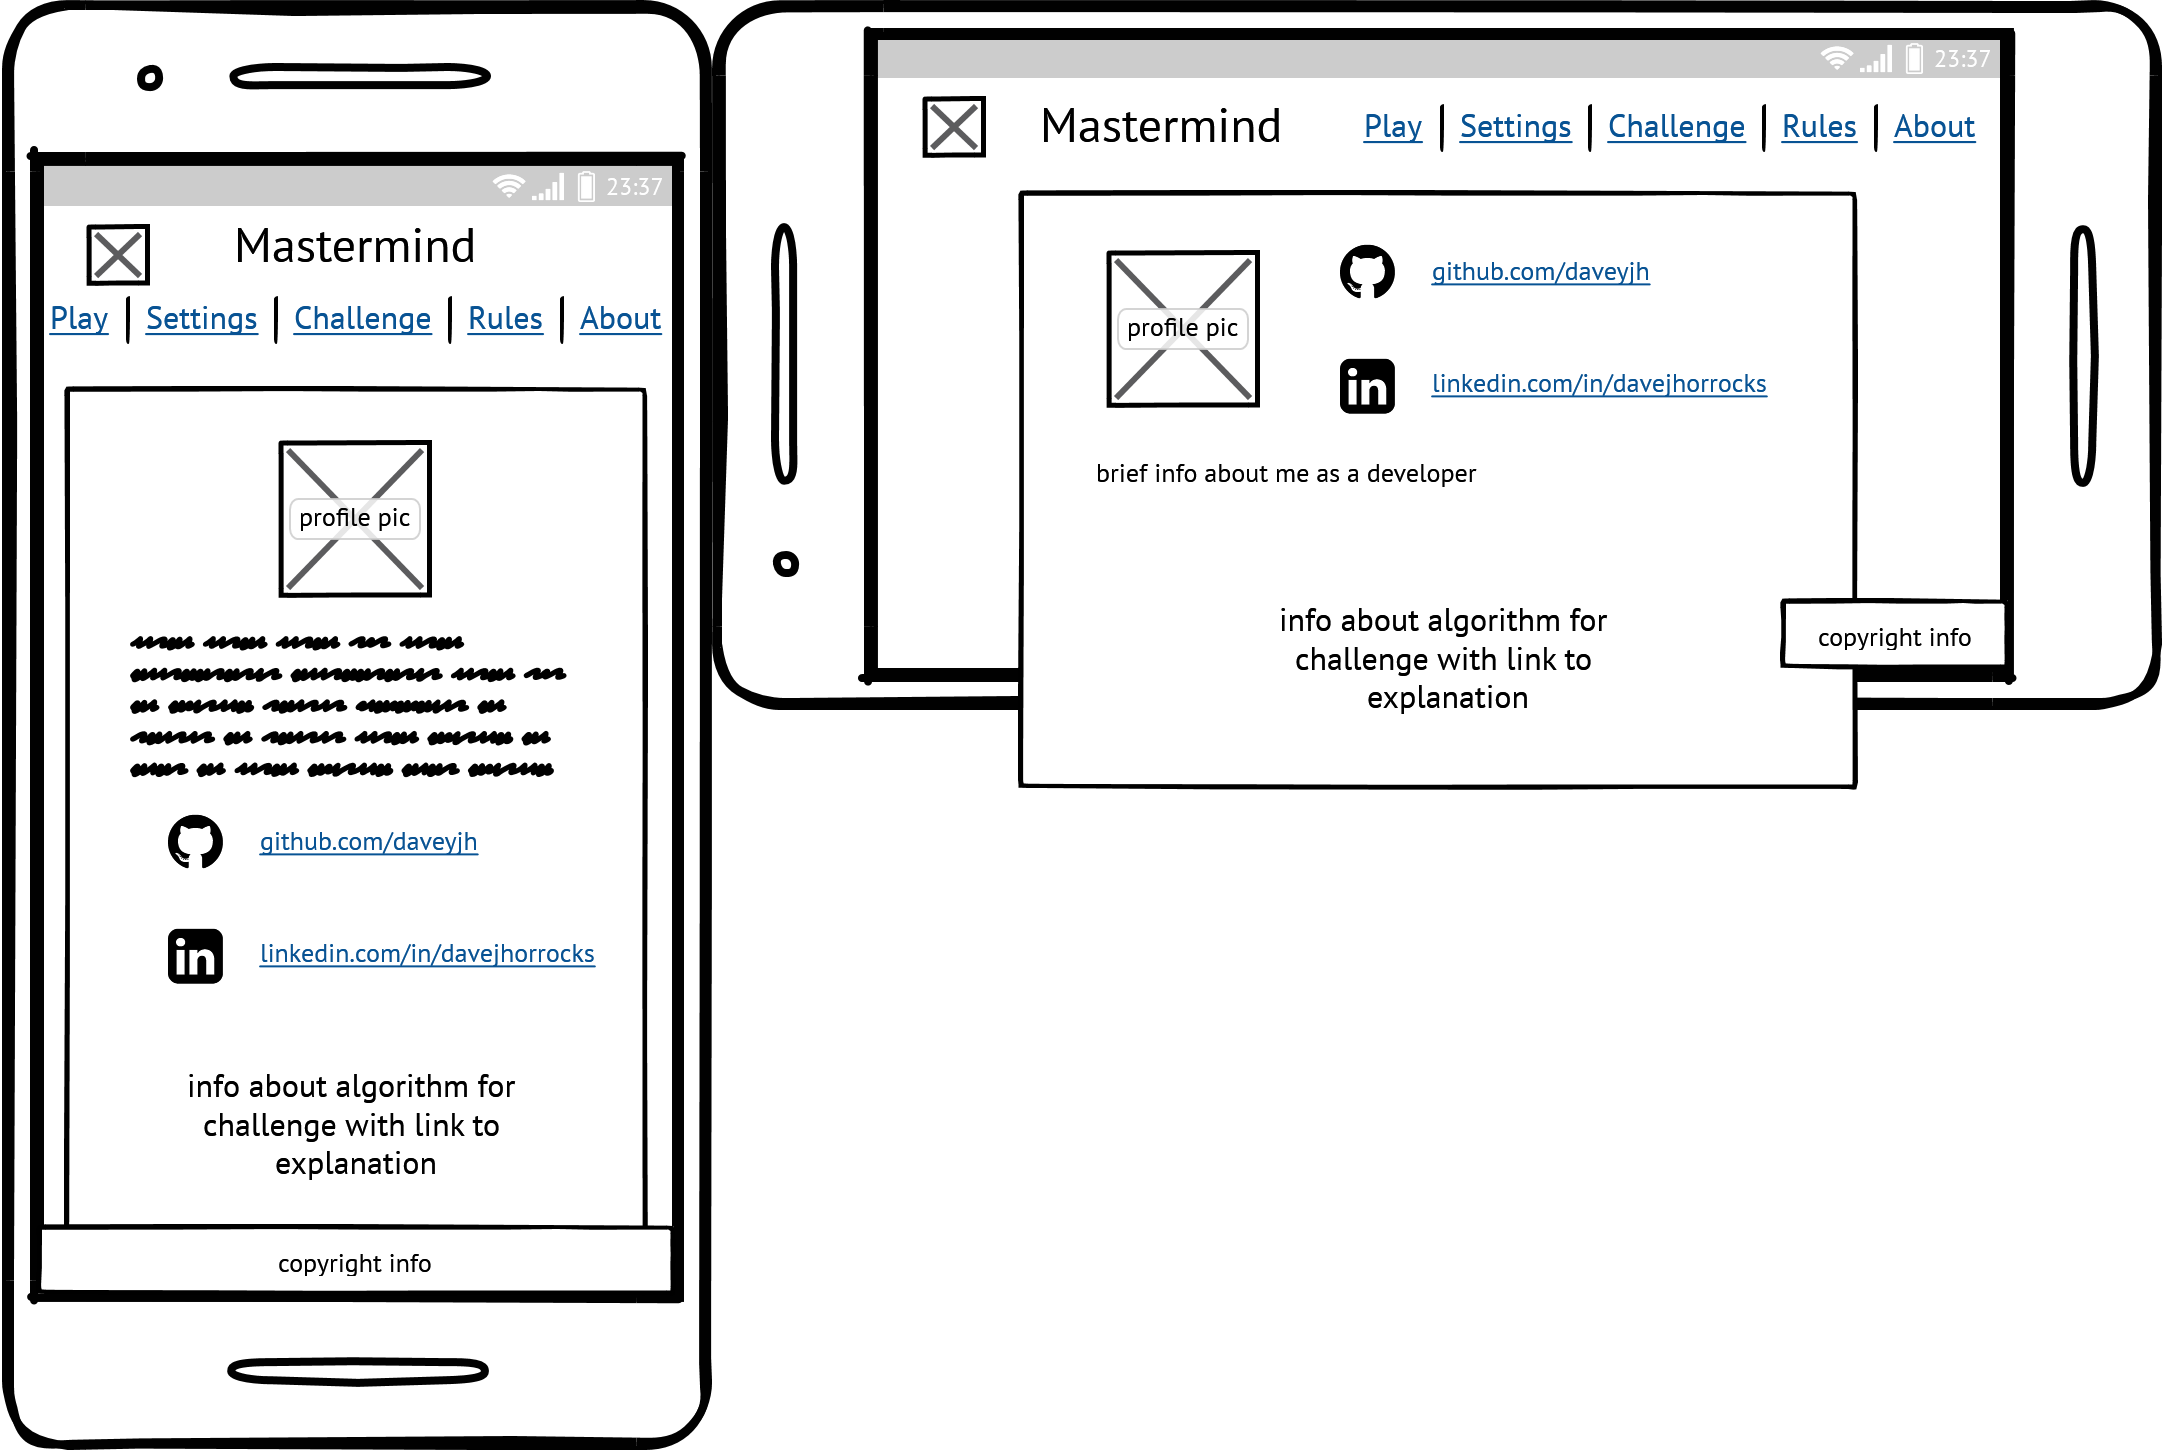 23:37
Mastermind
Play Settings Challenge Rules About
profile pic
github.com/daveyjh
in linkedin.com/in/davejhorrocks
info about algorithm for
challenge with link to
explanation
copyright info
23:37
Mastermind Play Settings Challenge Rules About
profile pic
github.com/daveyjh
in linkedin.com/in/davejhorrocks
brief info about me as a developer
info about algorithm for
challenge with link to
explanation
copyright info